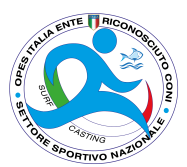 OPES ITALIA ENTE RICONOSCIUTO CONI
SURF
CASTING
SETTORE SPORTIVO NAZIONALE